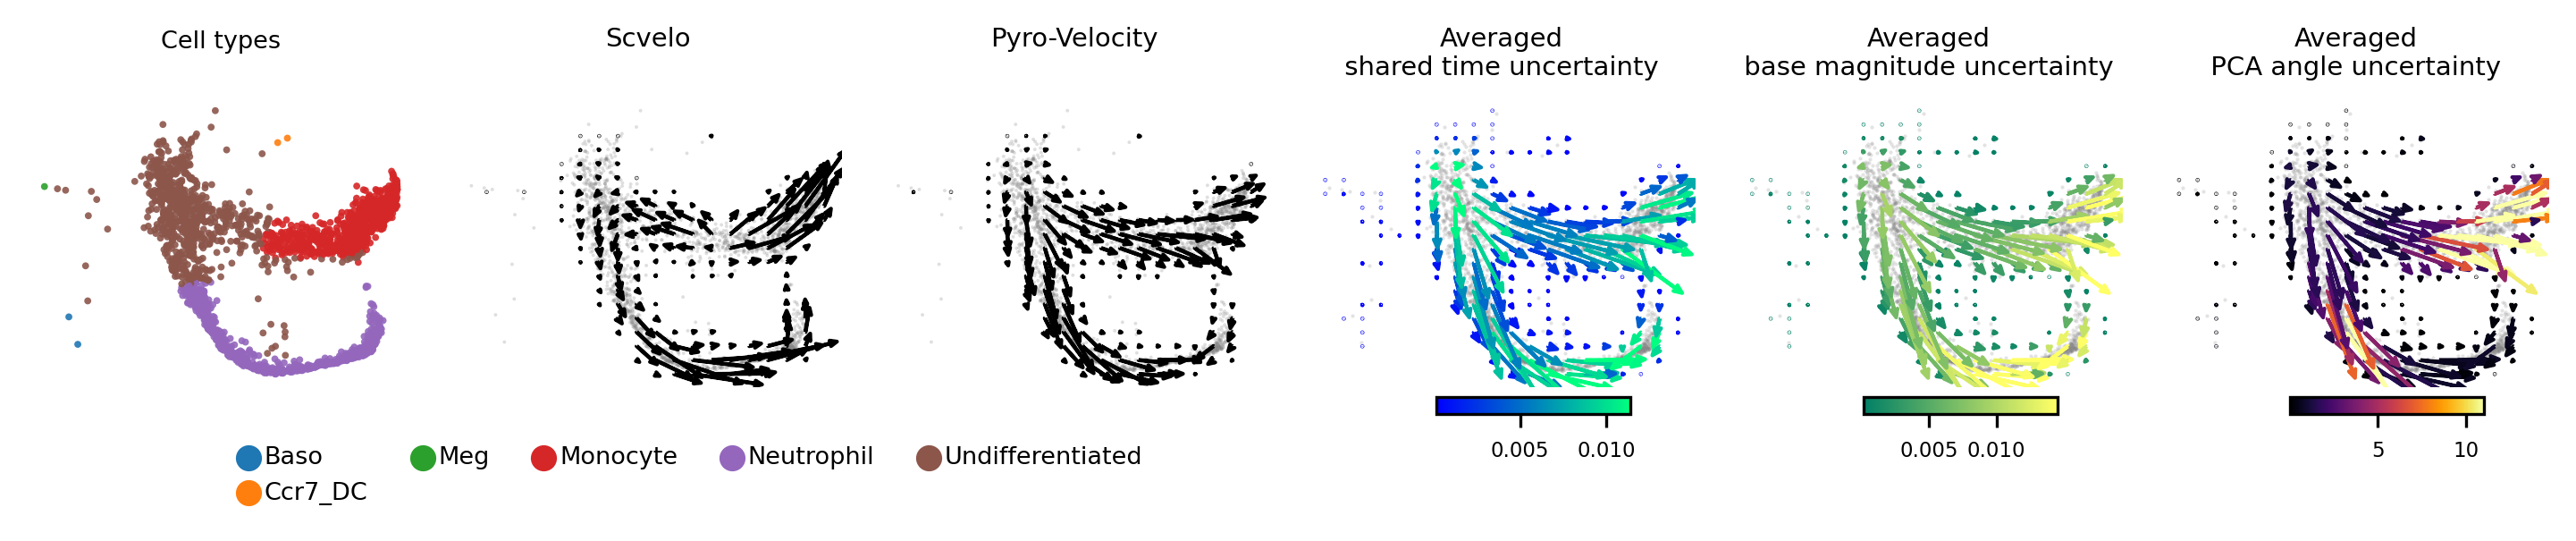 Cell types
Scvelo
Pyro-Velocity
Averaged
shared time uncertainty
Averaged
base magnitude uncertainty
Averaged
PCA angle uncertainty
0.005 0.010
0.005 0.010
5 10
Baso Meg Monocyte Neutrophil Undifferentiated
Ccr7_DC